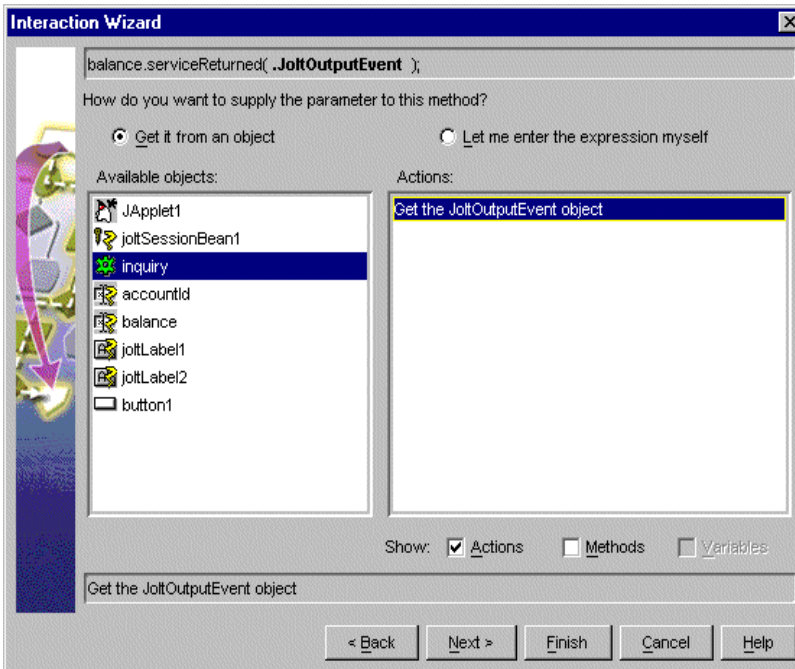 Interaction Wizard
balance.serviceReturned( .JoltOutputEvent );
How do you want to supply the parameter to this method?
Get it from an object
Let me enter the expression myself
Available objects:
Actions:
JApplet1
Get the JoltOutputEvent object
joltSessionBean1
inquiry
accountId
balance
joltLabel1
joltLabel2
button1
Show: Actions Methods Variables
Get the JoltOutputEvent object
< Back Next > Finish Cancel Help